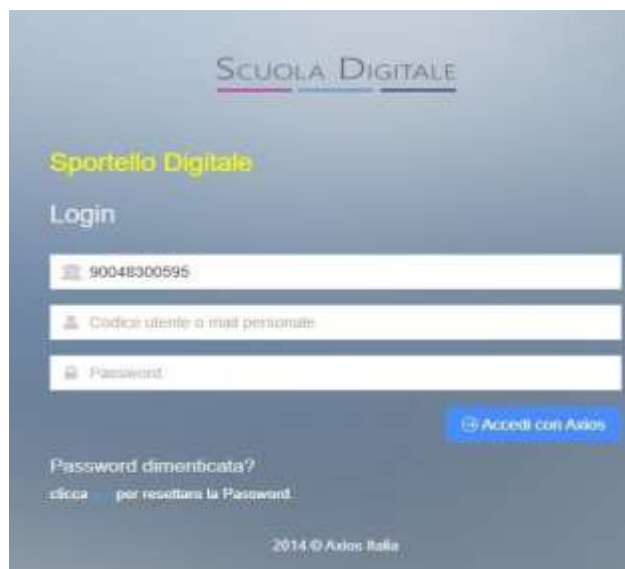 SCUOLA DIGITALE
Sportello Digitale
Login
90048300595
Codice utente o mail personale
Password
Accedi con Axios
Password dimenticata?
clicca per resettare la Password.
2014 © Axios Italia